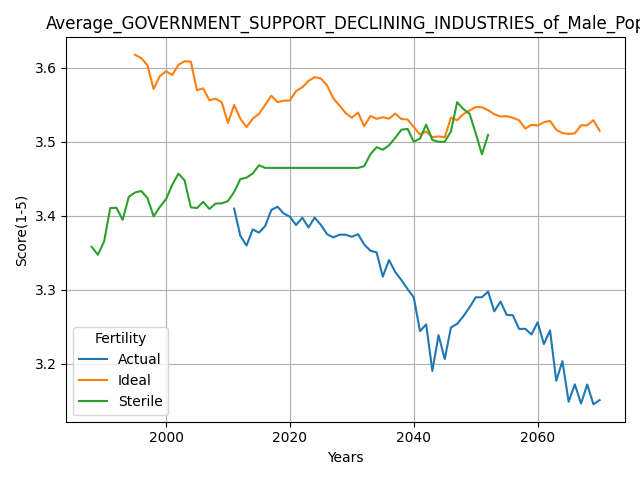 Average_GOVERNMENT_SUPPORT_DECLINING_INDUSTRIES_of_Male_Pop
3.6
3.5
3.4
3.3
3.2
Score(1-5)
Fertility
Actual
Ideal
Sterile
2000 2020 2040 2060
Years